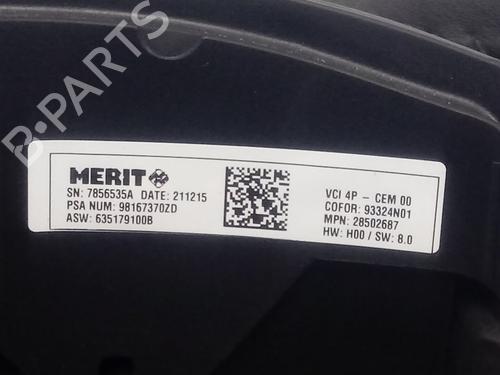 B-PARTS
MERIT
SN: 7856535A DATE: 211215
PSA NUM: 98167370ZD
ASW: 635179100B
VCI 4P - CEM 00
COFOR: 93324N01
MPN: 28502687
HW: H00 / SW: 8.0